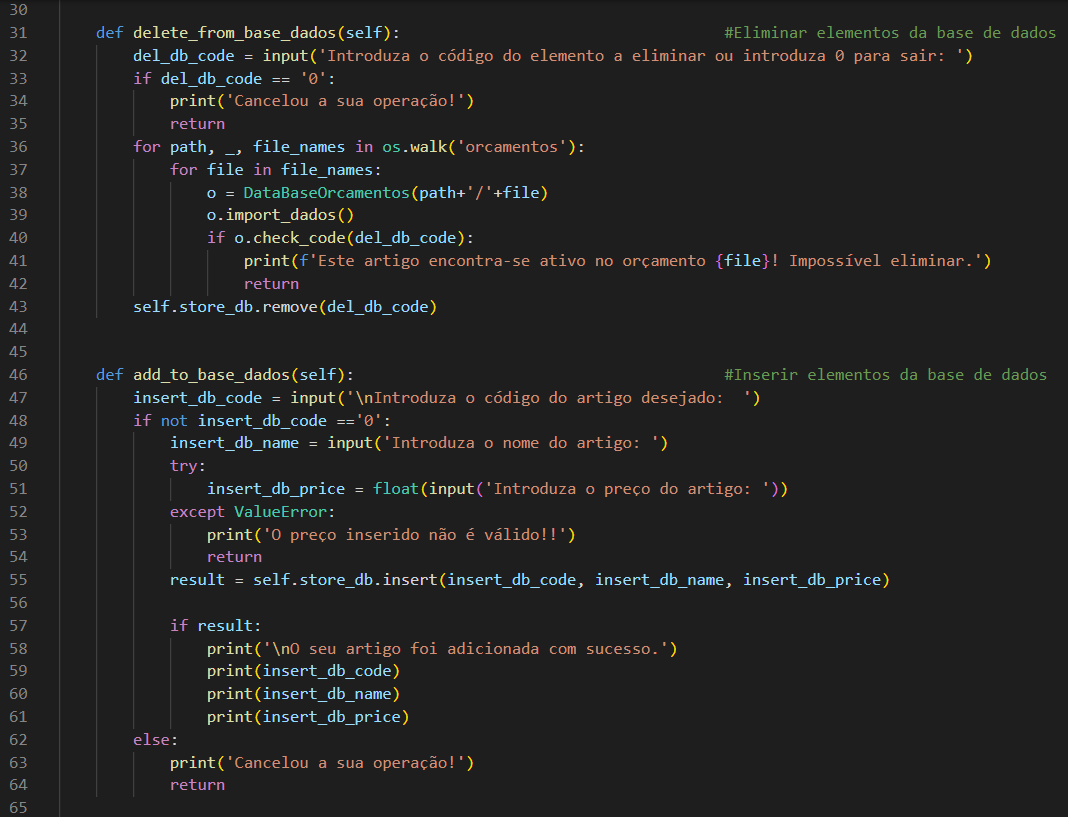 30
31 def delete_from_base_dados(self): #Eliminar elementos da base de dados
32 del_db_code = input('Introduza o código do elemento a eliminar ou introduza 0 para sair: ')
33 if del_db_code == '0':
34 print('Cancelou a sua operação!')
35 return
36 for path, _, file_names in os.walk('orcamentos'):
37 for file in file_names:
38 o = DataBaseOrcamentos(path+'/'+file)
39 o.import_dados()
40 if o.check_code(del_db_code):
41 print(f'Este artigo encontra-se ativo no orçamento {file}! Impossível eliminar.')
42 return
43 self.store_db.remove(del_db_code)
44
45
46 def add_to_base_dados(self): #Inserir elementos da base de dados
47 insert_db_code = input('\nIntroduza o código do artigo desejado:  ')
48 if not insert_db_code =='0':
49 insert_db_name = input('Introduza o nome do artigo: ')
50 try:
51 insert_db_price = float(input('Introduza o preço do artigo: '))
52 except ValueError:
53 print('O preço inserido não é válido!!')
54 return
55 result = self.store_db.insert(insert_db_code, insert_db_name, insert_db_price)
56
57 if result:
58 print('\nO seu artigo foi adicionada com sucesso.')
59 print(insert_db_code)
60 print(insert_db_name)
61 print(insert_db_price)
62 else:
63 print('Cancelou a sua operação!')
64 return
65